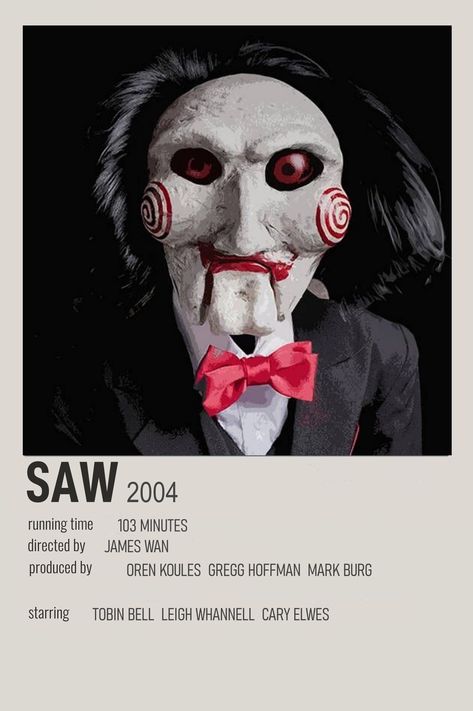 SAW 2004
running time 103 MINUTES
directed by JAMES WAN
produced by OREN KOULES GREGG HOFFMAN MARK BURG
starring TOBIN BELL LEIGH WHANNELL CARY ELWES